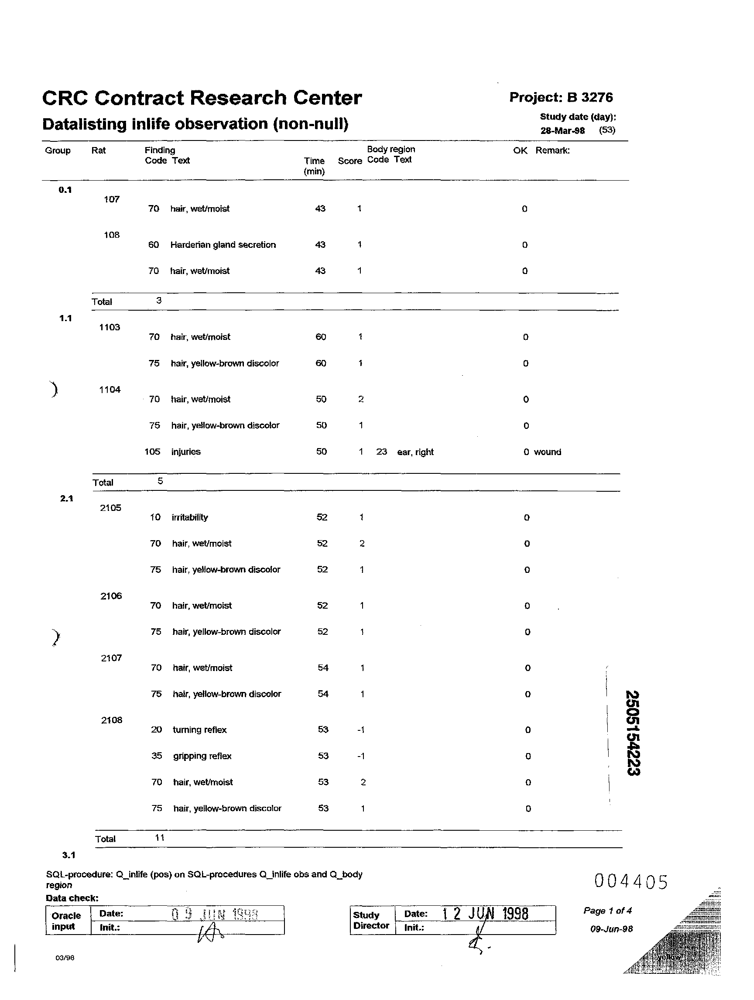 CRC Contract Research Center Project: B 3276
Datalisting inlife observation (non-null) Study date (day):
28-Mar-98 (53)
Group Rat Finding Body region OK Remark:
Code Text Time Score Code Text
(min)
0.1
107
70 hair, wet/moist 43 1 0
108
60 Harderian gland secretion 43 1 0
70 hair, wet/moist 43 1 0
Total 3
1.1
1103
70 hair, wet/moist 60 1 0
75 hair, yellow-brown discolor 60 1 0
1104
70 hair, wet/moist 50 2 0
75 hair, yellow-brown discolor 50 1 0
105 injuries 50 1 23 ear, right 0 wound
Total 5
2.1
2105
10 irritability 52 1 0
70 hair, wet/moist 52 2 0
75 hair, yellow-brown discolor 52 1 0
2106
70 hair, wet/moist 52 1 0
75 hair, yellow-brown discolor 52 1 0
2107
70 hair, wet/moist 54 1 0
75 hair, yellow-brown discolor 54 1 0
2108
20 turning reflex 53 -1 0
35 gripping reflex 53 -1 0
70 hair, wet/moist 53 2 0
75 hair, yellow-brown discolor 53 1 0
Total 11
3.1
2505154223
SQL-procedure: Q_inlife (pos) on SQL-procedures Q_inlife obs and Q_body
region
004405
Data check:
Oracle input Date: 09 JUN 1998
Init.:
Study Director Date: 12 JUN 1998
Init.:
Page 1 of 4
09-Jun-98
03/98
yellow